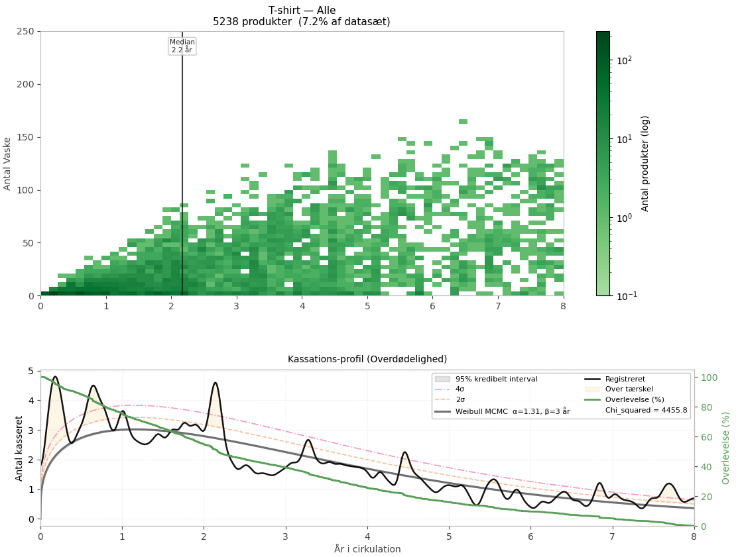 T-shirt — Alle
5238 produkter  (7.2% af datasæt)
Median
2.2 år
Antal Vaske
250
200
150
100
50
0
0 1 2 3 4 5 6 7 8
10²
10¹
10⁰
10⁻¹
Antal produkter (log)
Kassations-profil (Overdødelighed)
95% kredibelt interval
4σ
2σ
Weibull MCMC  α=1.31, β=3 år
Registreret
Over tærskel
Overlevelse (%)
Chi_squared = 4455.8
Antal kasseret
5
4
3
2
1
0
100
80
60
40
20
0
Overlevelse (%)
0 1 2 3 4 5 6 7 8
År i cirkulation